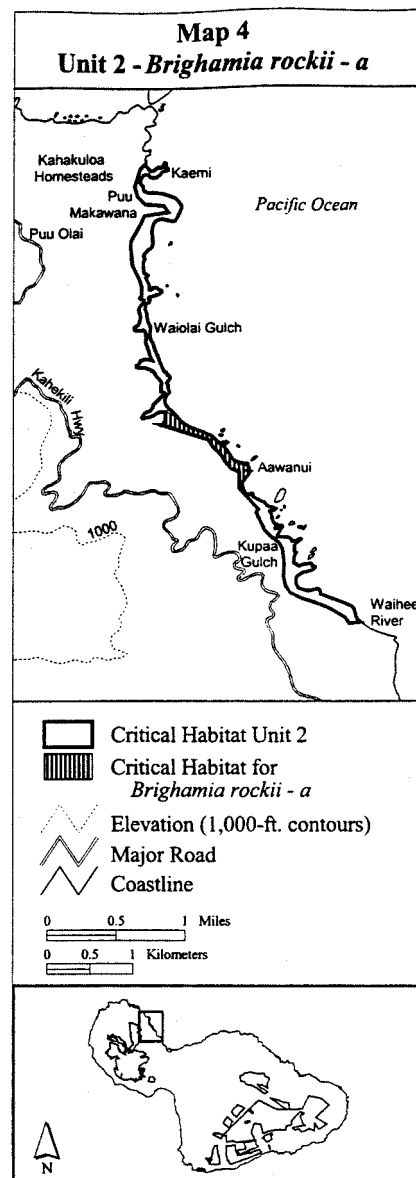 Map 4
Unit 2 - Brighamia rockii - a
Kahakuloa
Homesteads
Kaemi
Puu
Makawana
Pacific Ocean
Puu Olai
Waiolai Gulch
Kahekili Hwy
Aawanui
1000
Kupaa
Gulch
Waihee
River
Critical Habitat Unit 2
Critical Habitat for
Brighamia rockii - a
Elevation (1,000-ft. contours)
Major Road
Coastline
0 0.5 1 Miles
0 0.5 1 Kilometers
N